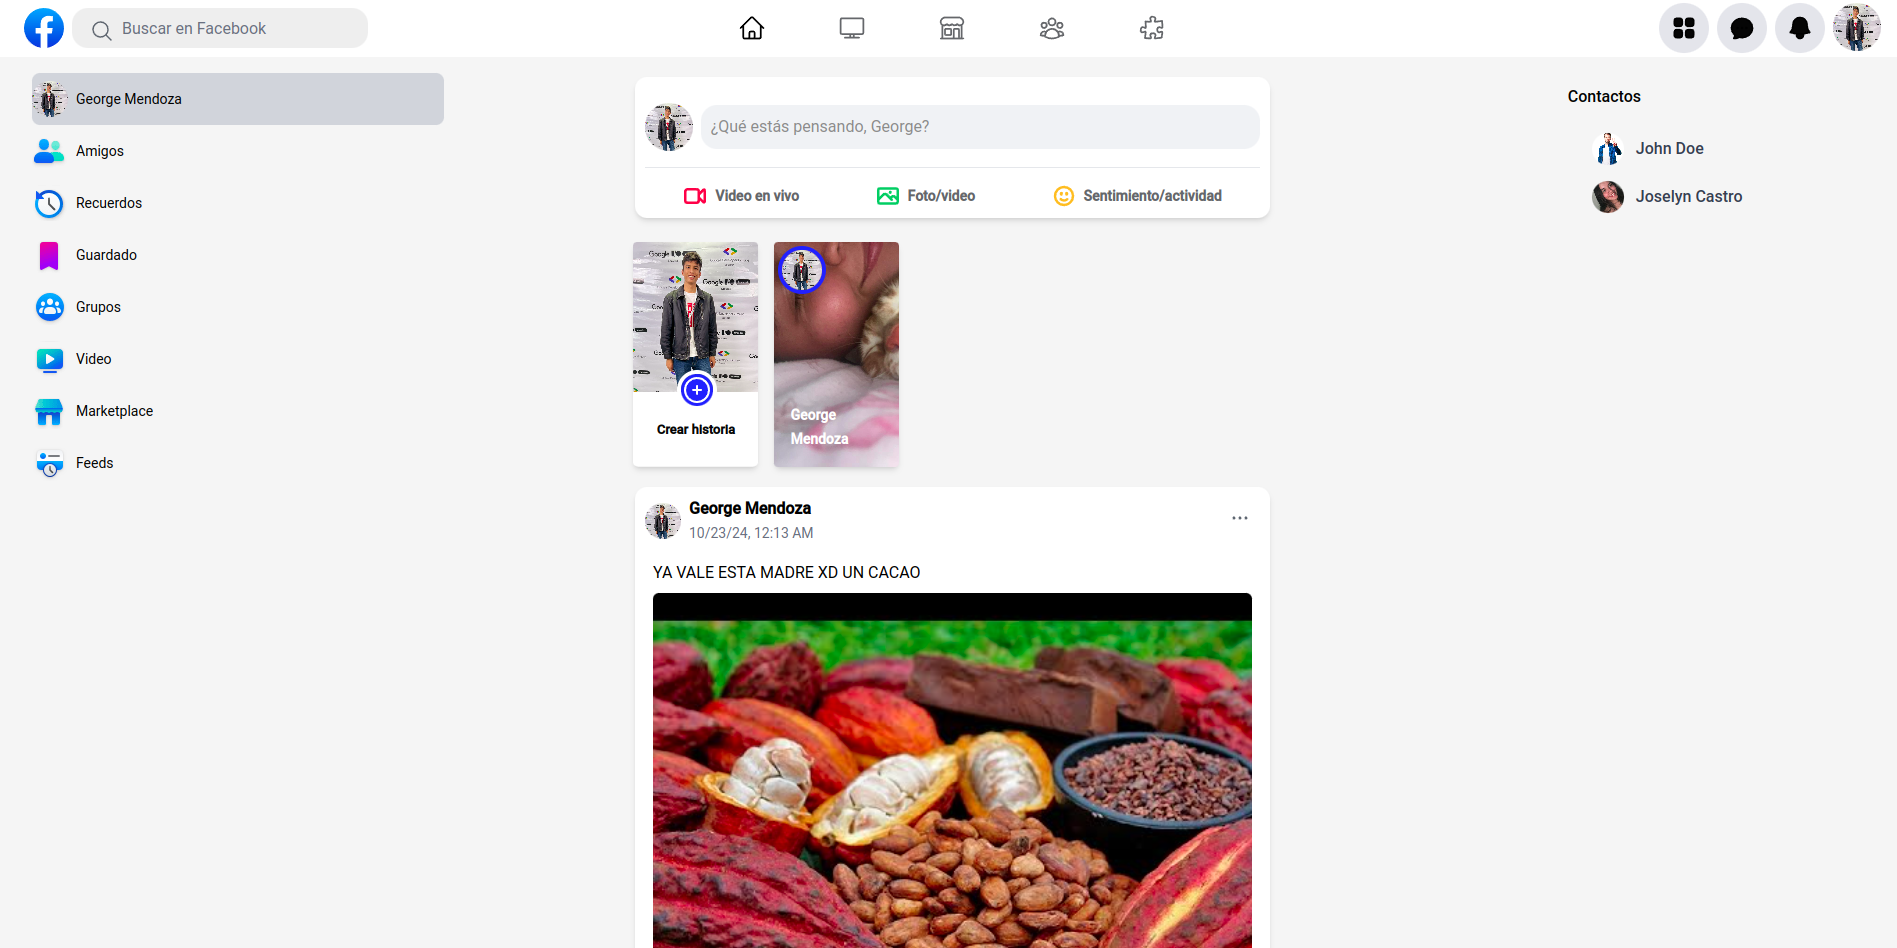 Buscar en Facebook
George Mendoza
Amigos
Recuerdos
Guardado
Grupos
Video
Marketplace
Feeds
¿Qué estás pensando, George?
Video en vivo
Foto/video
Sentimiento/actividad
Google I/O
Google I/O
Crear historia
George
Mendoza
George Mendoza
10/23/24, 12:13 AM
YA VALE ESTA MADRE XD UN CACAO
Contactos
John Doe
Joselyn Castro